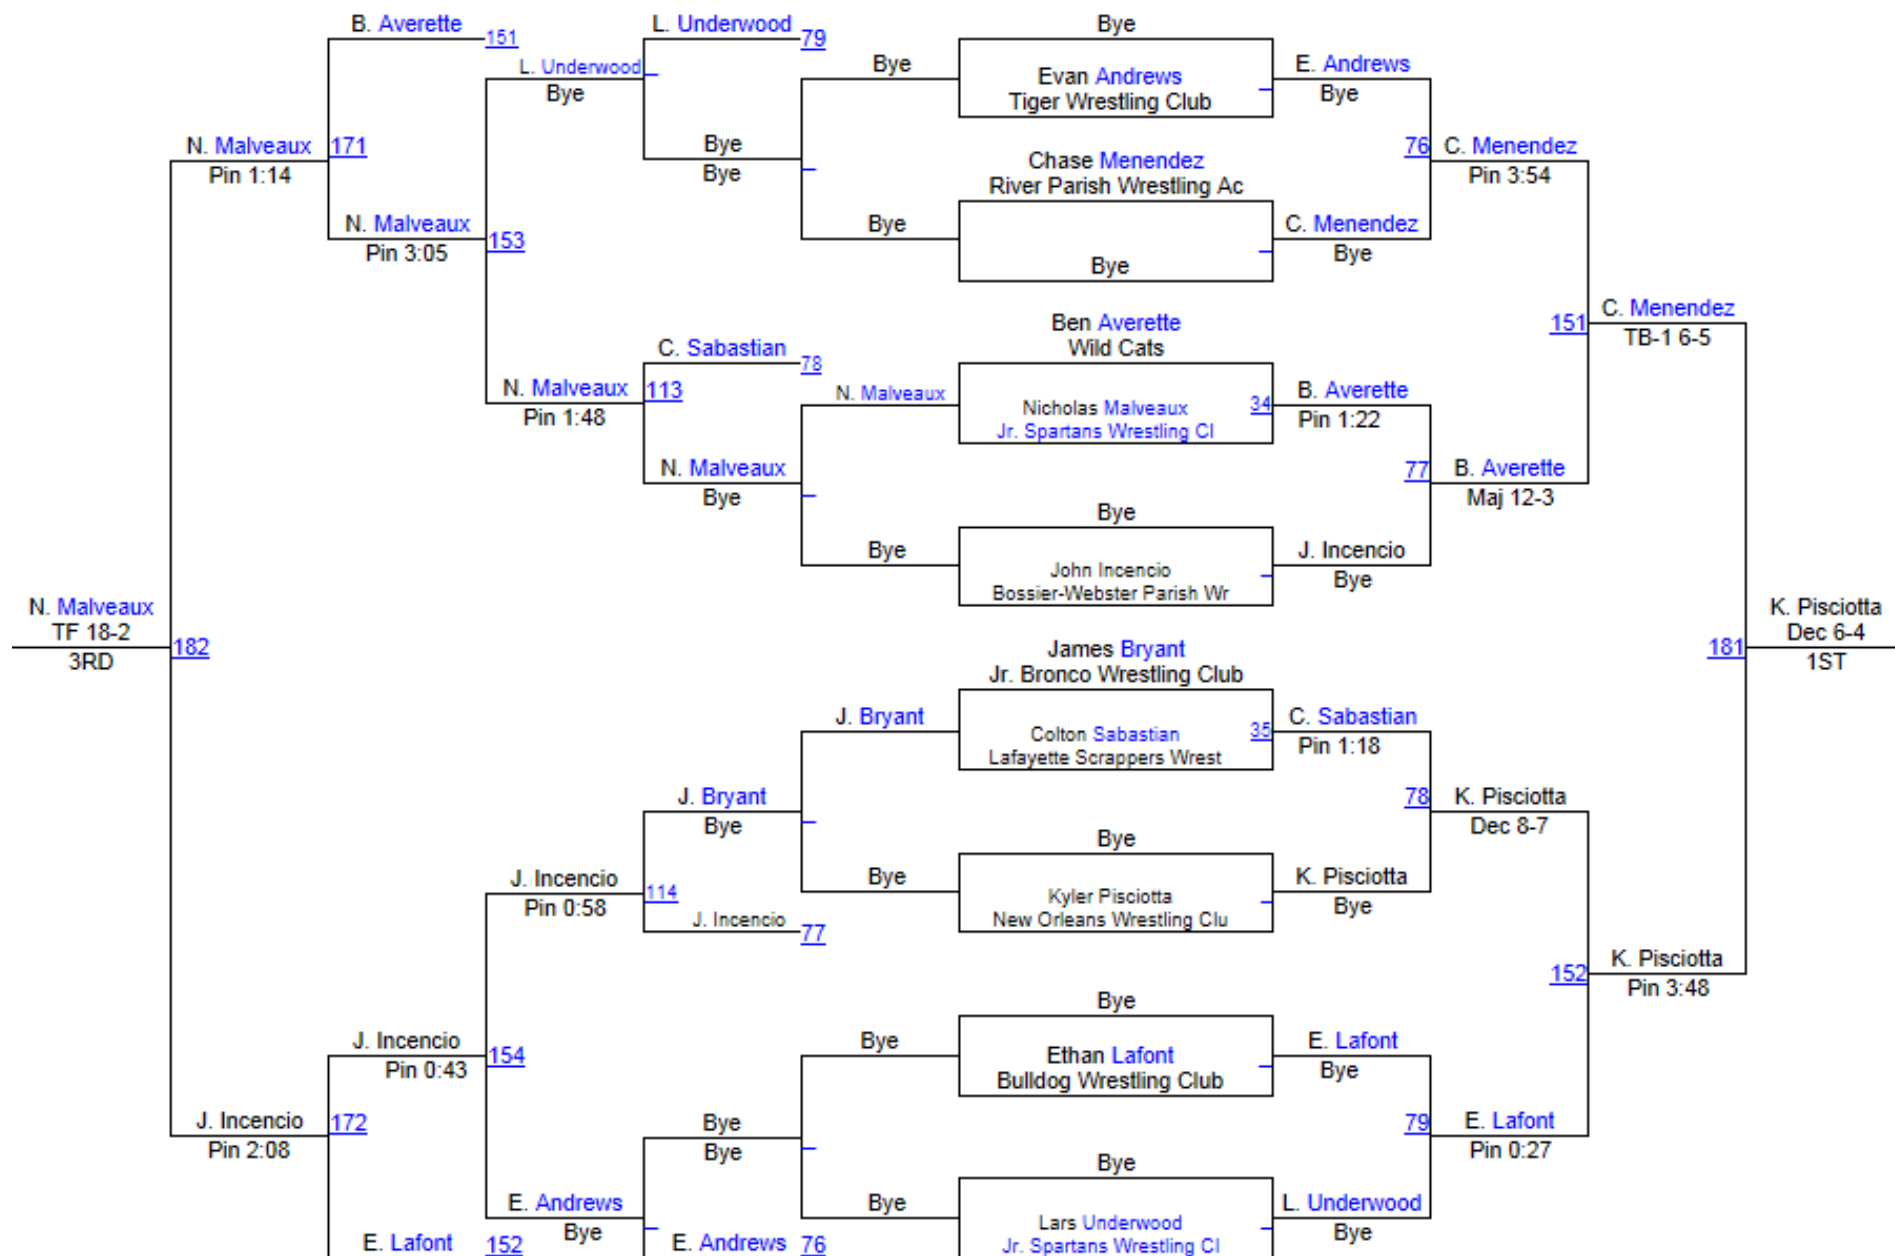 B. Averette
151
L. Underwood
Bye
L. Underwood
79
Bye
Bye
Bye
Evan Andrews
Tiger Wrestling Club
E. Andrews
Bye
N. Malveaux
Pin 1:14
171
Bye
Bye
Chase Menendez
River Parish Wrestling Ac
76
C. Menendez
Pin 3:54
N. Malveaux
Pin 3:05
153
Bye
Bye
C. Menendez
Bye
C. Sabastian
78
Ben Averette
Wild Cats
151
C. Menendez
TB-1 6-5
N. Malveaux
Pin 1:48
113
N. Malveaux
Nicholas Malveaux
Jr. Spartans Wrestling Cl
34
B. Averette
Pin 1:22
N. Malveaux
Bye
77
B. Averette
Maj 12-3
Bye
Bye
John Incencio
Bossier-Webster Parish Wr
J. Incencio
Bye
N. Malveaux
TF 18-2
3RD
182
James Bryant
Jr. Bronco Wrestling Club
181
K. Pisciotta
Dec 6-4
1ST
J. Bryant
Colton Sabastian
Lafayette Scrappers Wrest
35
C. Sabastian
Pin 1:18
J. Bryant
Bye
78
K. Pisciotta
Dec 8-7
J. Incencio
Pin 0:58
114
J. Incencio
77
Bye
Bye
Kyler Pisciotta
New Orleans Wrestling Clu
K. Pisciotta
Bye
152
K. Pisciotta
Pin 3:48
J. Incencio
Pin 0:43
154
Bye
Bye
Ethan Lafont
Bulldog Wrestling Club
E. Lafont
Bye
J. Incencio
Pin 2:08
172
Bye
Bye
79
E. Lafont
Pin 0:27
E. Andrews
Bye
Bye
Bye
Lars Underwood
Jr. Spartans Wrestling Cl
L. Underwood
Bye
E. Lafont
152
E. Andrews
76